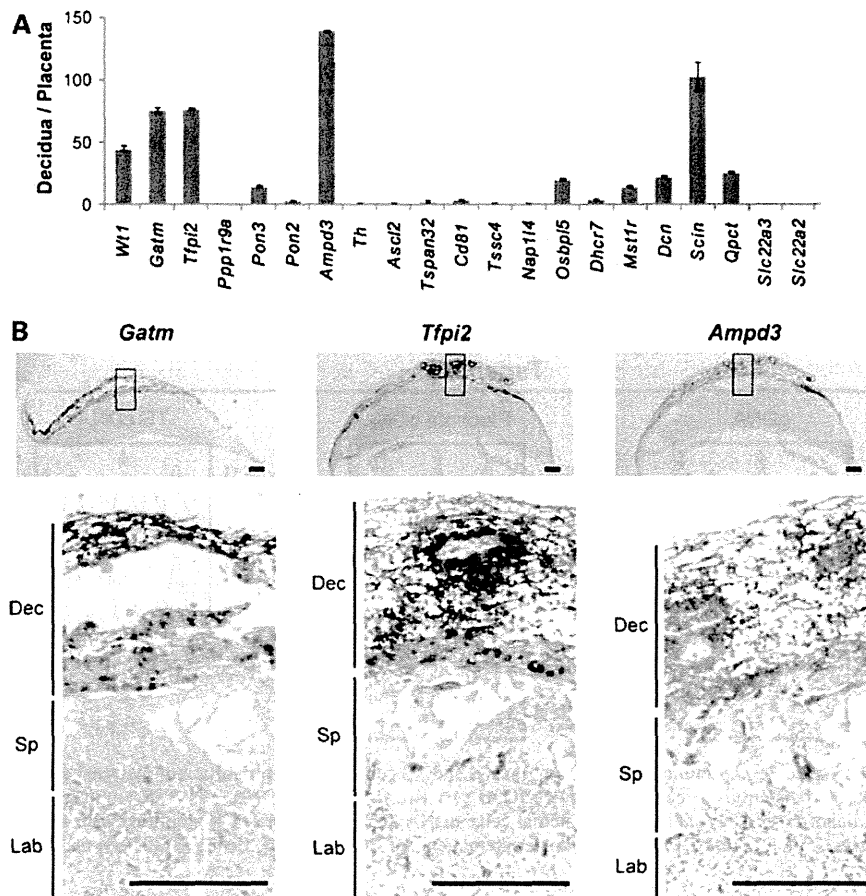 A
Decidua / Placenta
150
100
50
0
Wt1
Gatm
Tfpi2
Ppp1r9a
Pon3
Pon2
Ampd3
Th
Ascl2
Tspan32
Cd81
Tssc4
Nap1l4
Osbpl5
Dhcr7
Mst1r
Dcn
Scin
Qpct
Slc22a3
Slc22a2
B
Gatm
Tfpi2
Ampd3
Dec
Sp
Lab
Dec
Sp
Lab
Dec
Sp
Lab